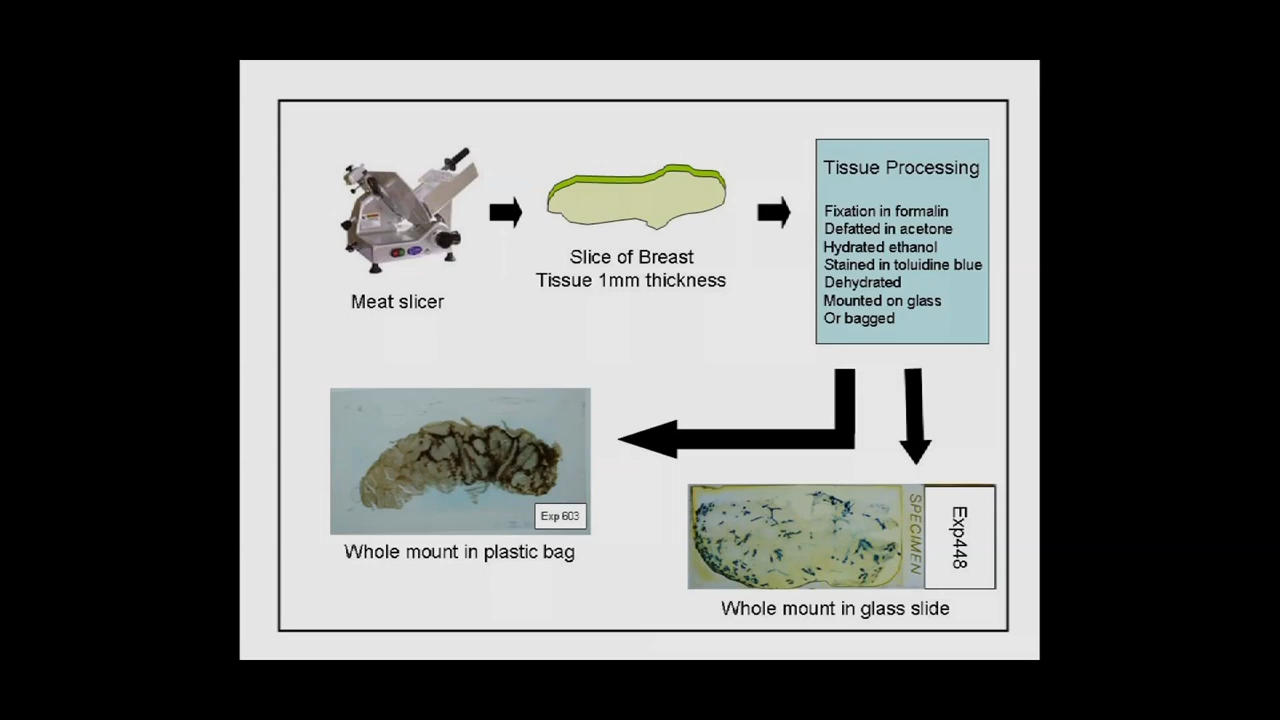 Meat slicer
Slice of Breast
Tissue 1mm thickness
Tissue Processing
Fixation in formalin
Defatted in acetone
Hydrated ethanol
Stained in toluidine blue
Dehydrated
Mounted on glass
Or bagged
Exp 603
Whole mount in plastic bag
SPECIMEN
Exp448
Whole mount in glass slide